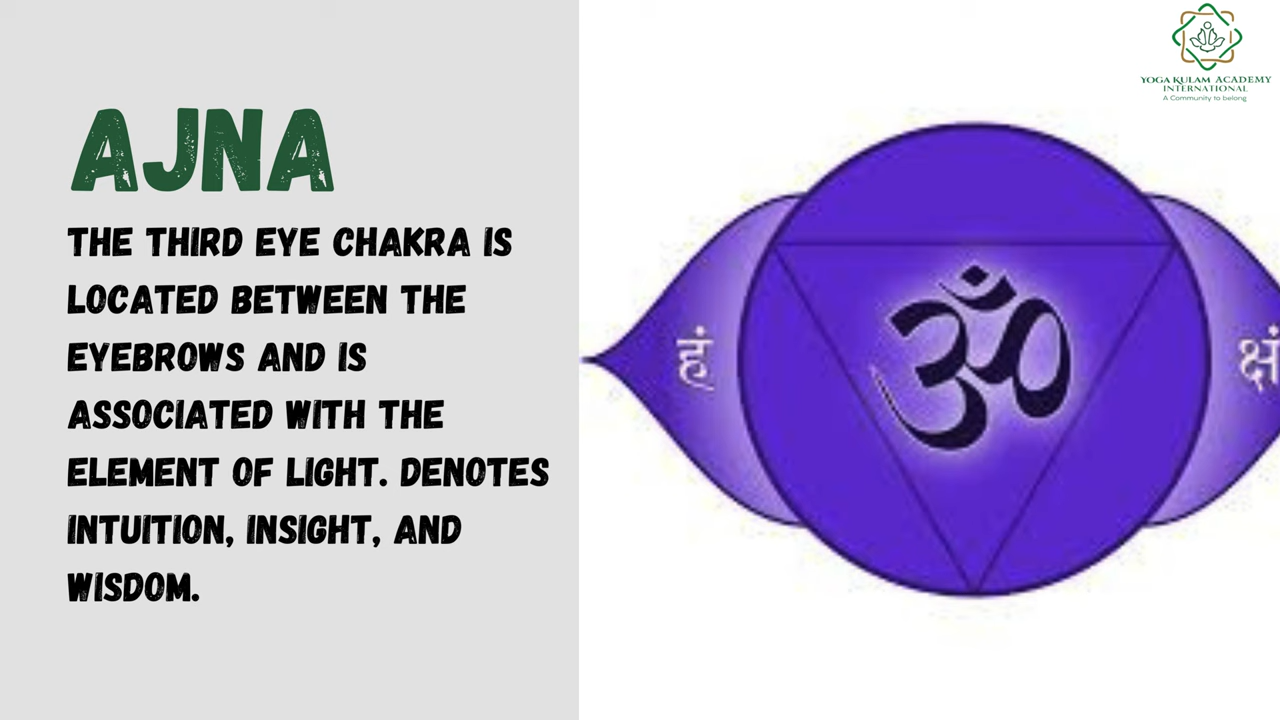 YOGA KULAM ACADEMY
INTERNATIONAL
A Community to belong
AJNA
THE THIRD EYE CHAKRA IS
LOCATED BETWEEN THE
EYEBROWS AND IS
ASSOCIATED WITH THE
ELEMENT OF LIGHT. DENOTES
INTUITION, INSIGHT, AND
WISDOM.
हं
ॐ
क्षं